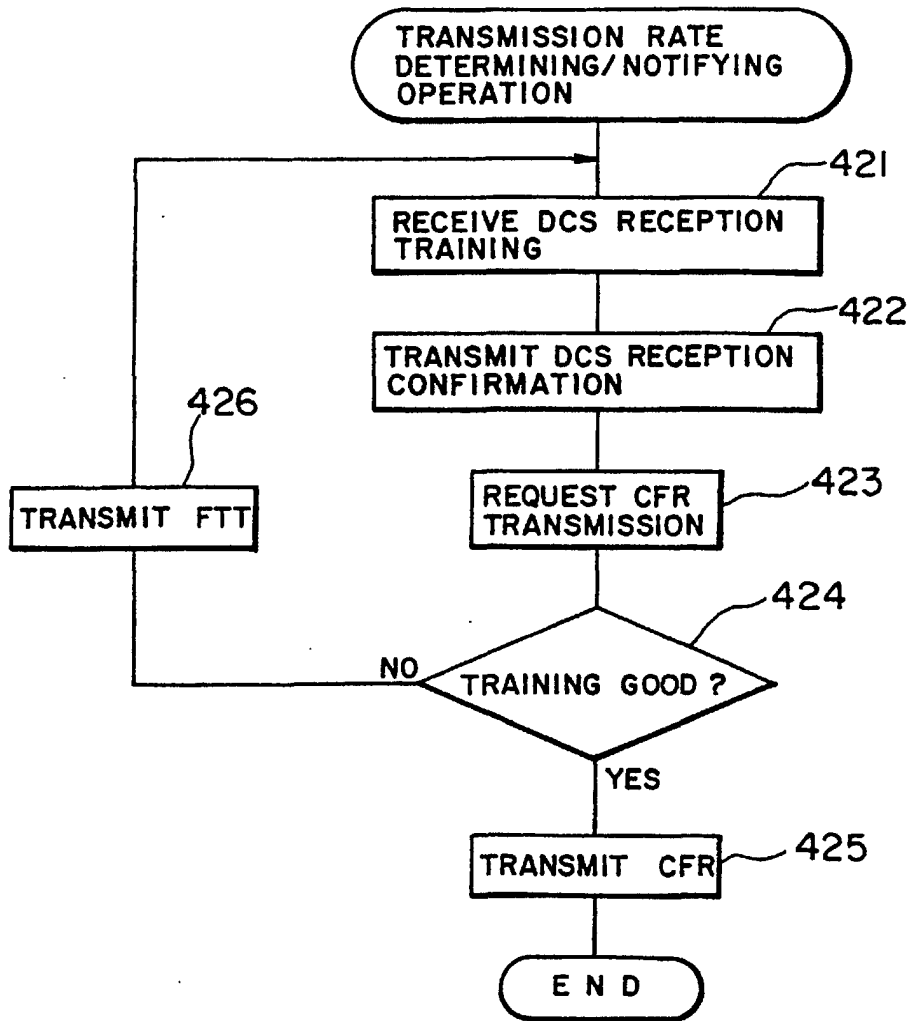 TRANSMISSION RATE
DETERMINING/NOTIFYING
OPERATION
421
RECEIVE DCS RECEPTION
TRAINING
422
TRANSMIT DCS RECEPTION
CONFIRMATION
426
TRANSMIT FTT
423
REQUEST CFR
TRANSMISSION
424
NO
TRAINING GOOD?
YES
425
TRANSMIT CFR
END